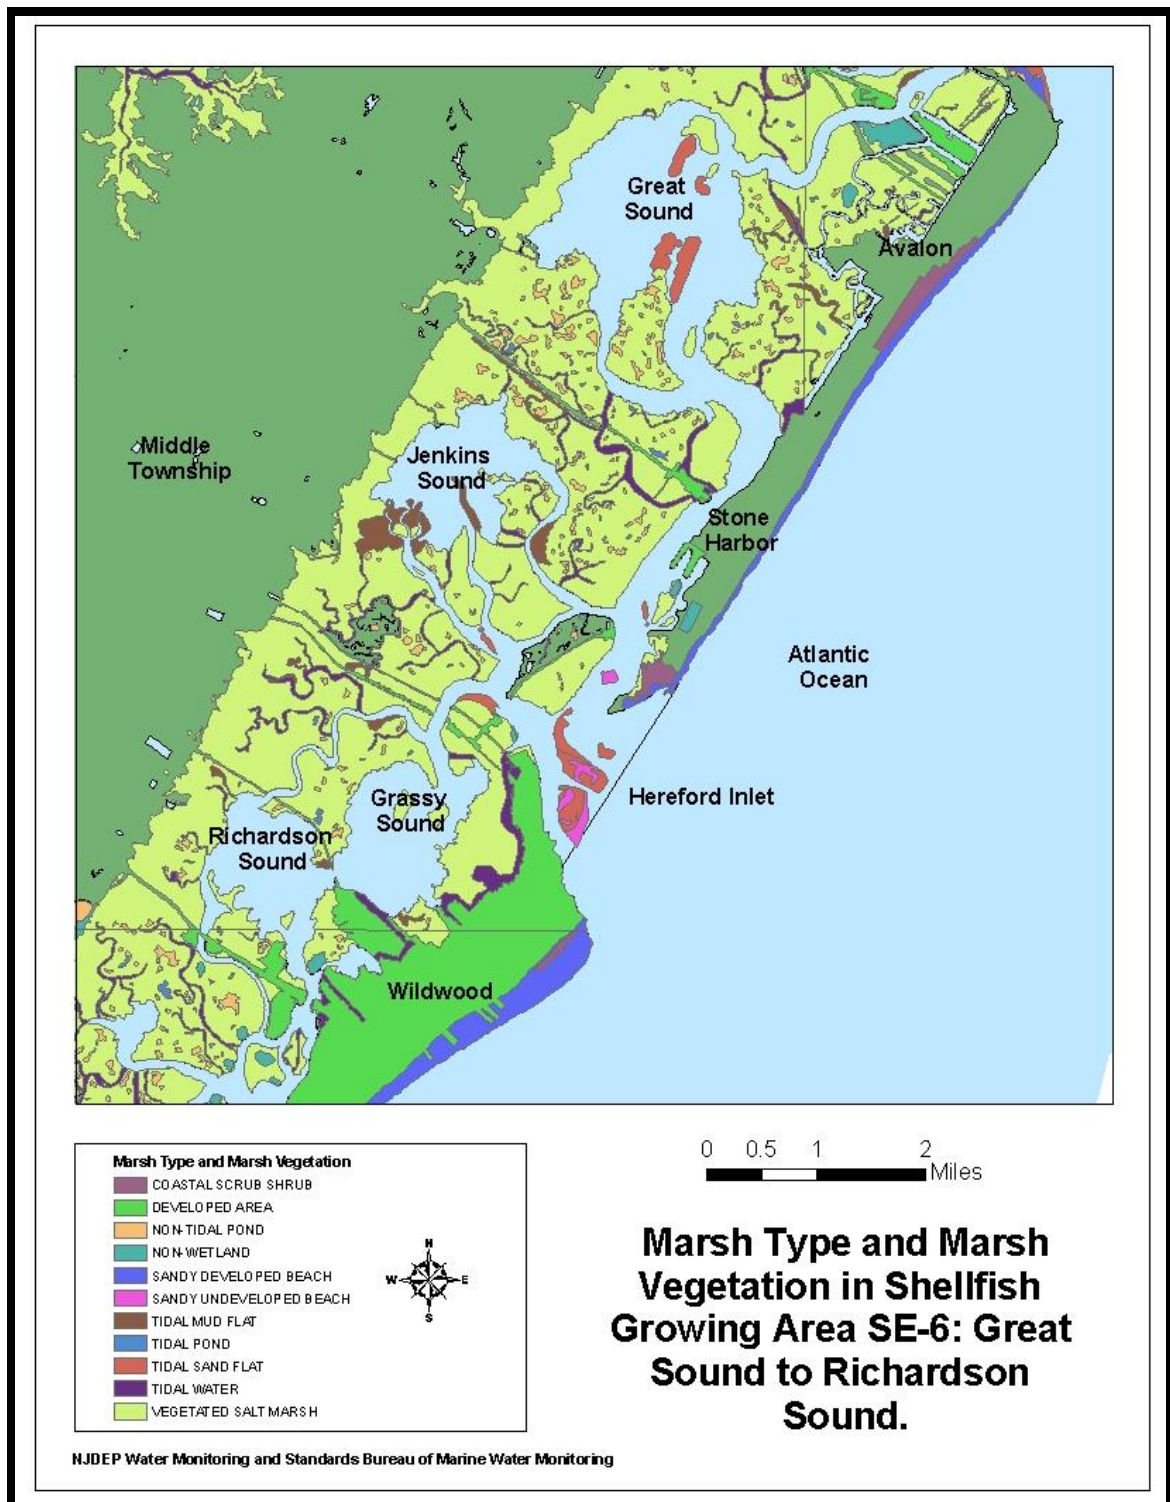 Great
Sound
Avalon
Middle
Township
Jenkins
Sound
Stone
Harbor
Atlantic
Ocean
Hereford Inlet
Grassy
Sound
Richardson
Sound
Wildwood
Marsh Type and Marsh Vegetation
COASTAL SCRUB SHRUB
DEVELOPED AREA
NON-TIDAL POND
NON-WETLAND
SANDY DEVELOPED BEACH
SANDY UNDEVELOPED BEACH
TIDAL MUD FLAT
TIDAL POND
TIDAL SAND FLAT
TIDAL WATER
VEGETATED SALT MARSH
N
W E
S
0 0.5 1 2
Miles
Marsh Type and Marsh
Vegetation in Shellfish
Growing Area SE-6: Great
Sound to Richardson
Sound.
NJDEP Water Monitoring and Standards Bureau of Marine Water Monitoring